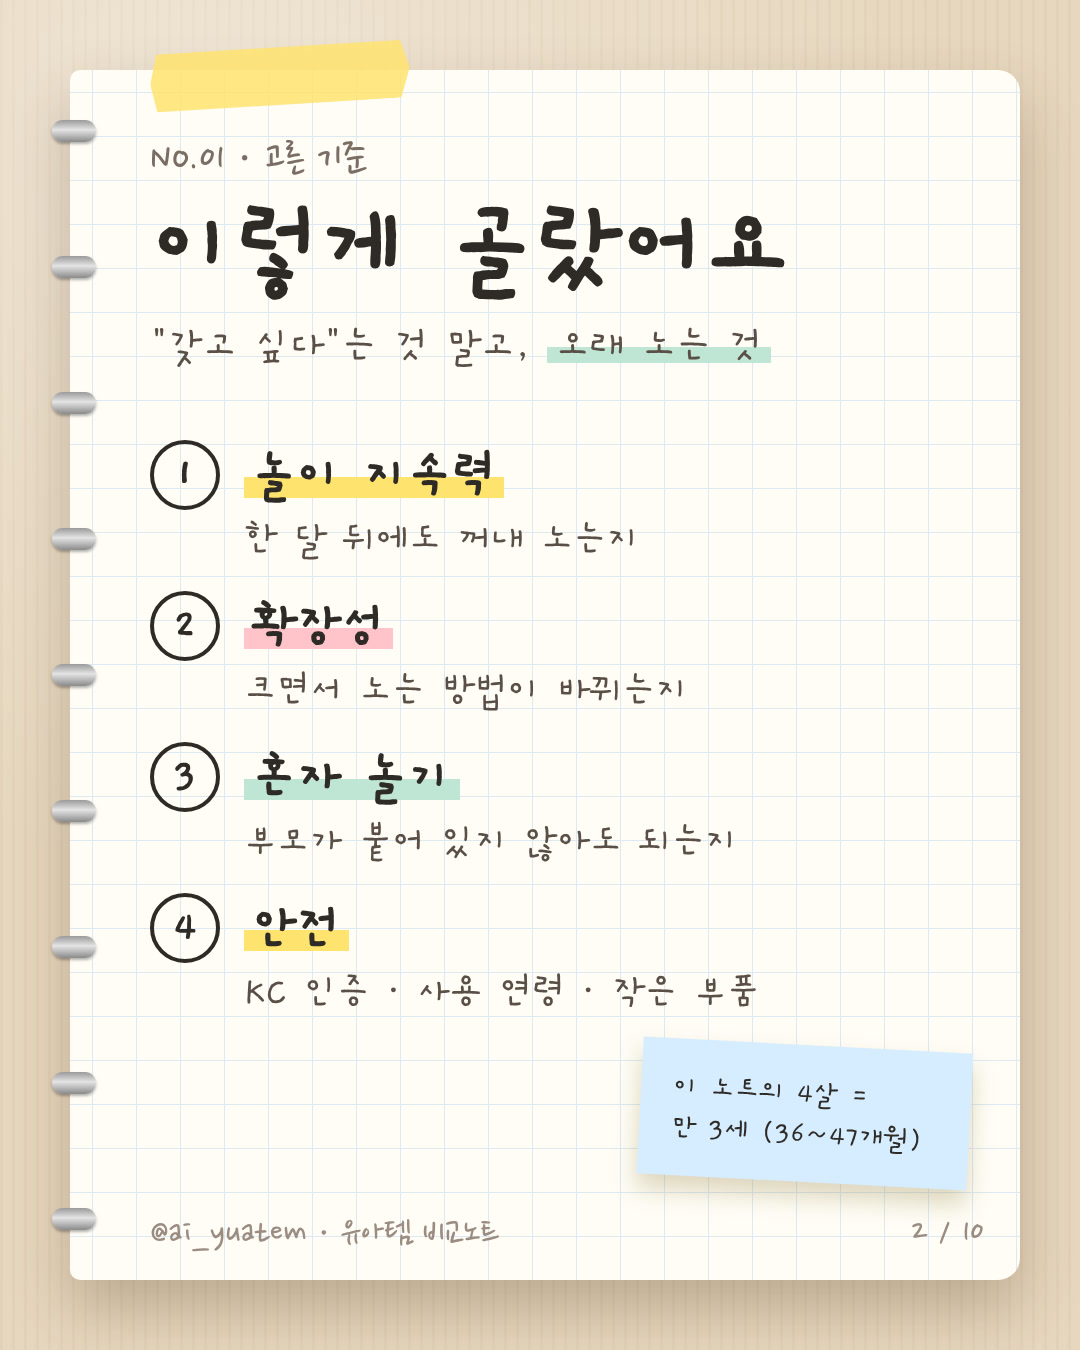 NO.01 · 고른 기준
이렇게 골랐어요
"갖고 싶다"는 것 말고, 오래 노는 것
1 놀이 지속력
한 달 뒤에도 꺼내 노는지
2 확장성
크면서 노는 방법이 바뀌는지
3 혼자 놀기
부모가 붙어 있지 않아도 되는지
4 안전
KC 인증 · 사용 연령 · 작은 부품
이 노트의 4살 =
만 3세 (36~47개월)
@ai_yuatem · 유아템 비교노트
2 / 10